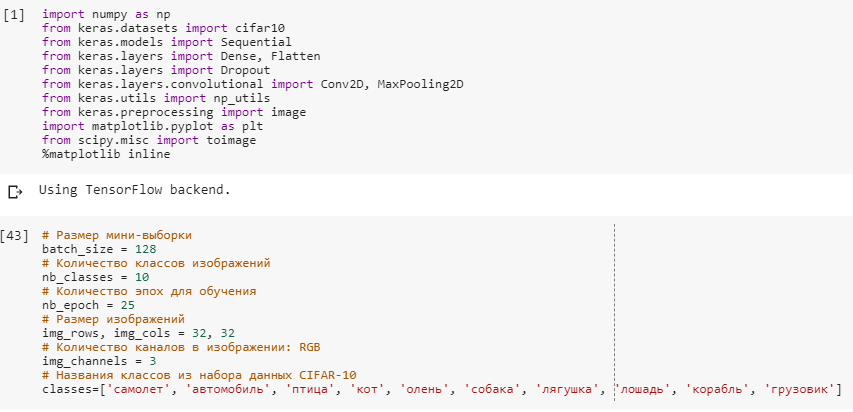 [1] import numpy as np
from keras.datasets import cifar10
from keras.models import Sequential
from keras.layers import Dense, Flatten
from keras.layers import Dropout
from keras.layers.convolutional import Conv2D, MaxPooling2D
from keras.utils import np_utils
from keras.preprocessing import image
import matplotlib.pyplot as plt
from scipy.misc import toimage
%matplotlib inline
Using TensorFlow backend.
[43] # Размер мини-выборки
batch_size = 128
# Количество классов изображений
nb_classes = 10
# Количество эпох для обучения
nb_epoch = 25
# Размер изображений
img_rows, img_cols = 32, 32
# Количество каналов в изображении: RGB
img_channels = 3
# Названия классов из набора данных CIFAR-10
classes=['самолет', 'автомобиль', 'птица', 'кот', 'олень', 'собака', 'лягушка', 'лошадь', 'корабль', 'грузовик']